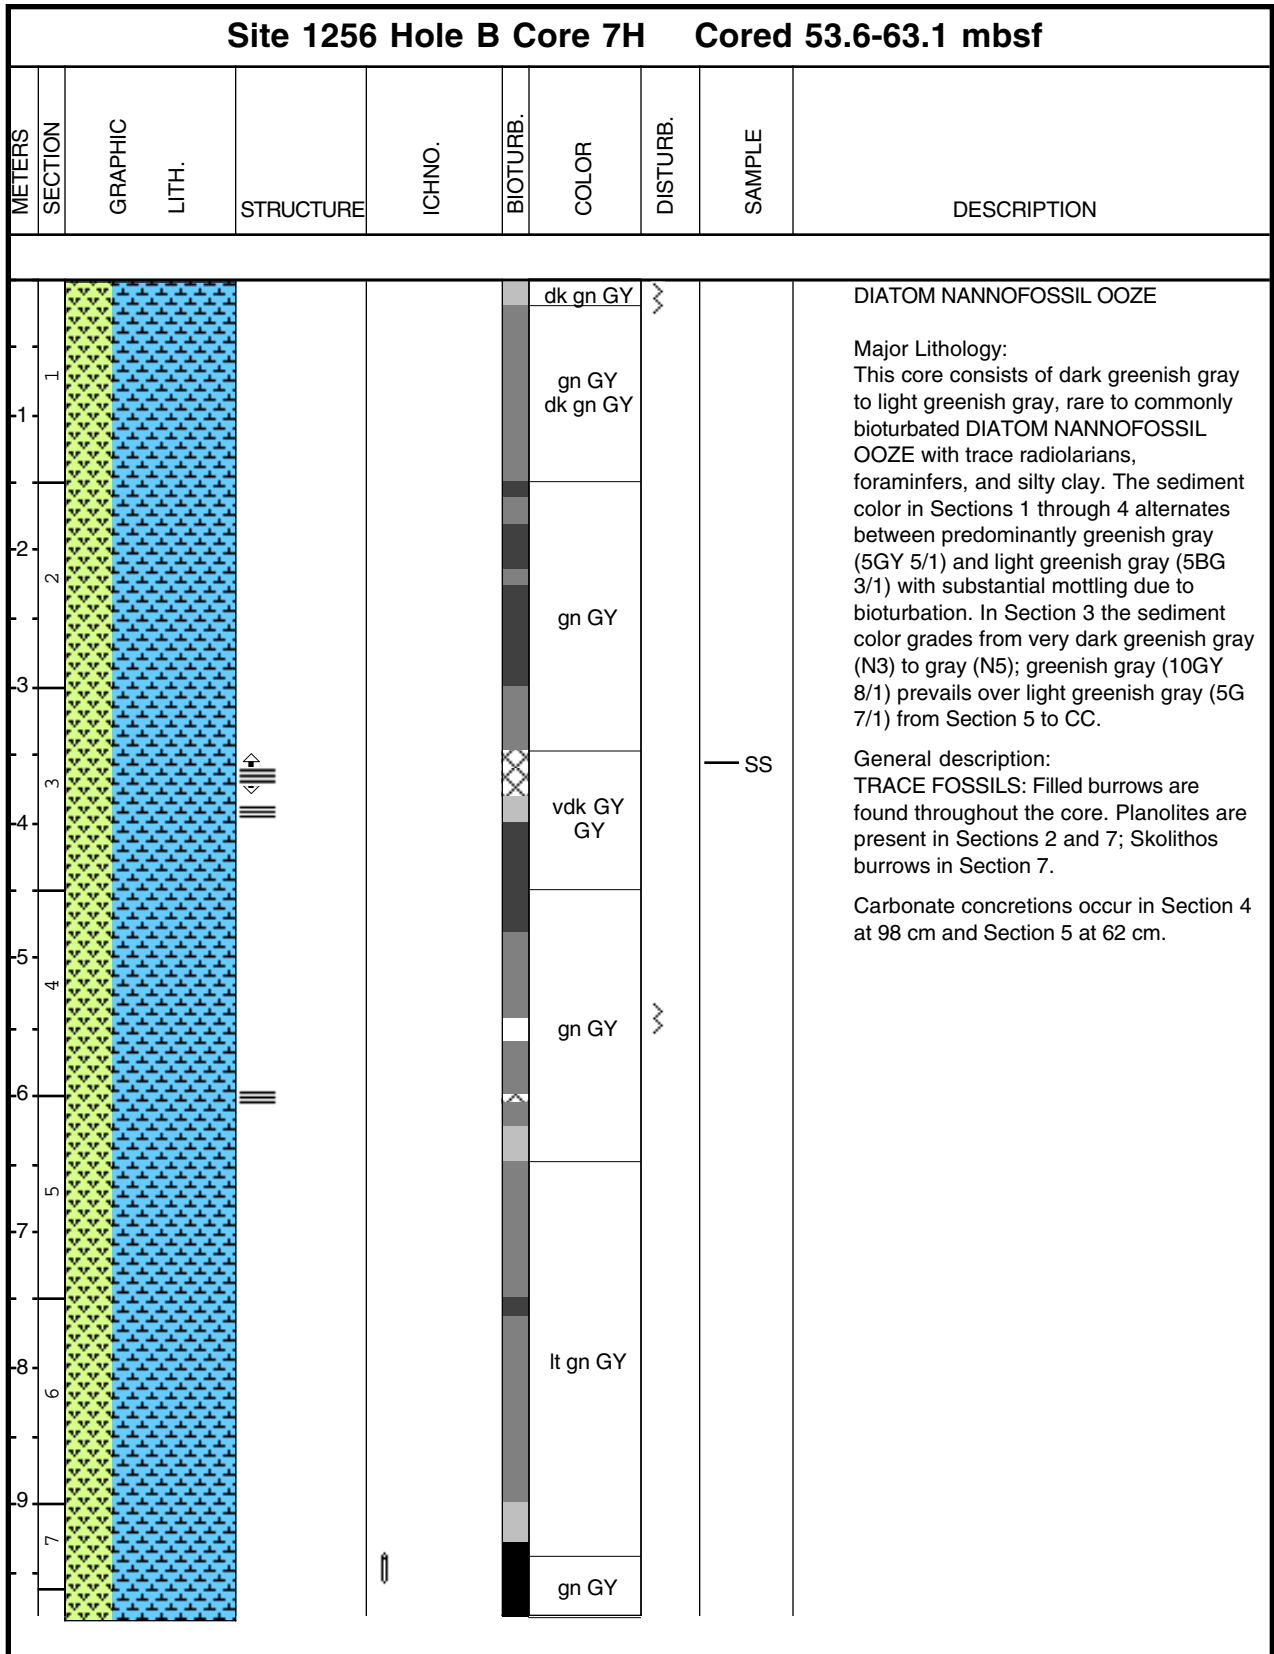 Site 1256 Hole B Core 7H Cored 53.6-63.1 mbsf
METERS
SECTION
GRAPHIC
LITH.
STRUCTURE
ICHNO.
BIOTURB.
COLOR
DISTURB.
SAMPLE
DESCRIPTION
1
2
3
4
5
6
7
8
9
1
2
3
4
5
6
7
dk gn GY
gn GY
dk gn GY
gn GY
vdk GY
GY
gn GY
lt gn GY
gn GY
SS
DIATOM NANNOFOSSIL OOZE
Major Lithology:
This core consists of dark greenish gray
to light greenish gray, rare to commonly
bioturbated DIATOM NANNOFOSSIL
OOZE with trace radiolarians,
foraminfers, and silty clay. The sediment
color in Sections 1 through 4 alternates
between predominantly greenish gray
(5GY 5/1) and light greenish gray (5BG
3/1) with substantial mottling due to
bioturbation. In Section 3 the sediment
color grades from very dark greenish gray
(N3) to gray (N5); greenish gray (10GY
8/1) prevails over light greenish gray (5G
7/1) from Section 5 to CC.
General description:
TRACE FOSSILS: Filled burrows are
found throughout the core. Planolites are
present in Sections 2 and 7; Skolithos
burrows in Section 7.
Carbonate concretions occur in Section 4
at 98 cm and Section 5 at 62 cm.